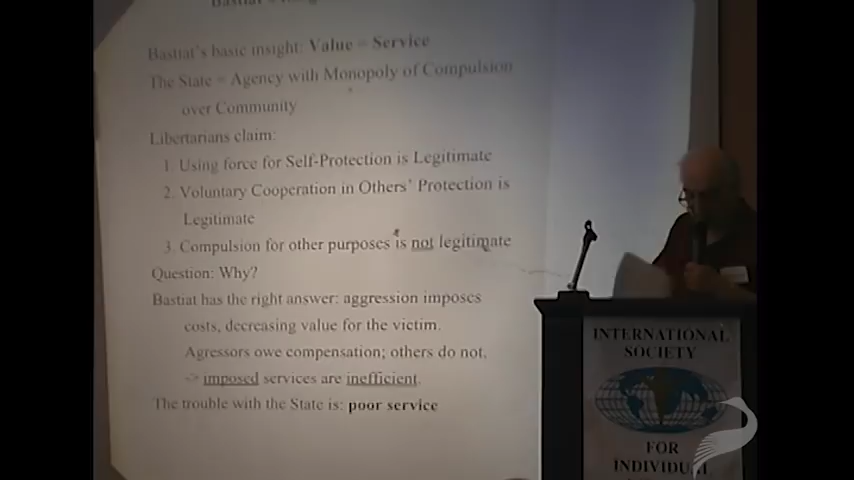 Bastiat's
Bastiat's basic insight: Value = Service
The State = Agency with Monopoly of Compulsion
over Community
Libertarians claim:
1. Using force for Self-Protection is Legitimate
2. Voluntary Cooperation in Others' Protection is
Legitimate
3. Compulsion for other purposes is not legitimate
Question: Why?
Bastiat has the right answer: aggression imposes
costs, decreasing value for the victim.
Agressors owe compensation; others do not.
-> imposed services are inefficient.
The trouble with the State is: poor service
INTERNATIONAL
SOCIETY
FOR
INDIVIDUAL